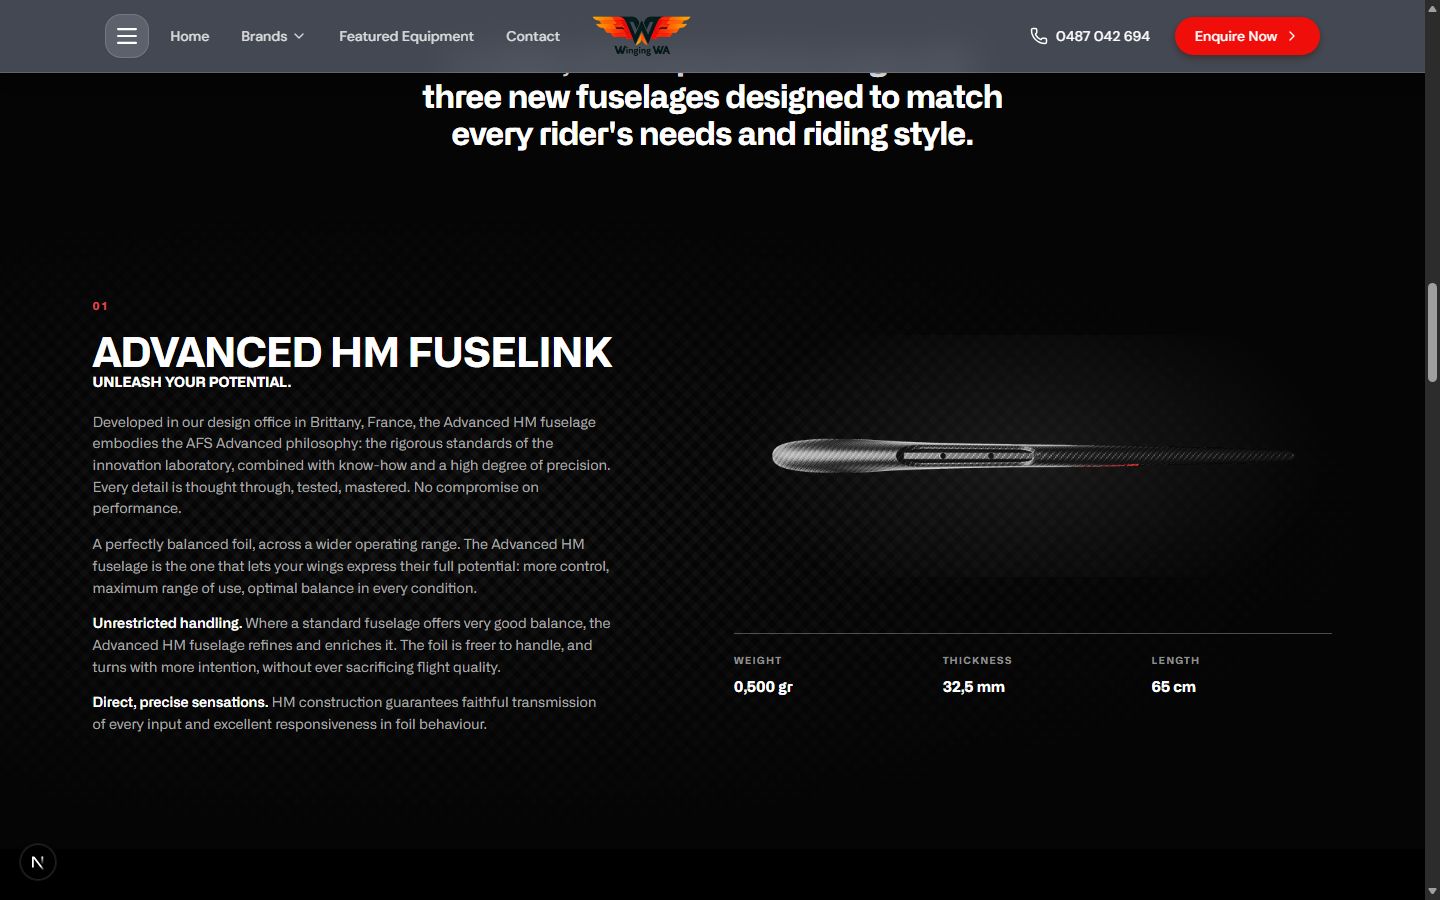 Home
Brands
Featured Equipment
Contact
Winging WA
0487 042 694
Enquire Now
three new fuselages designed to match
every rider's needs and riding style.
01
ADVANCED HM FUSELINK
UNLEASH YOUR POTENTIAL.
Developed in our design office in Brittany, France, the Advanced HM fuselage
embodies the AFS Advanced philosophy: the rigorous standards of the
innovation laboratory, combined with know-how and a high degree of precision.
Every detail is thought through, tested, mastered. No compromise on
performance.
A perfectly balanced foil, across a wider operating range. The Advanced HM
fuselage is the one that lets your wings express their full potential: more control,
maximum range of use, optimal balance in every condition.
Unrestricted handling. Where a standard fuselage offers very good balance, the
Advanced HM fuselage refines and enriches it. The foil is freer to handle, and
turns with more intention, without ever sacrificing flight quality.
Direct, precise sensations. HM construction guarantees faithful transmission
of every input and excellent responsiveness in foil behaviour.
WEIGHT
0,500 gr
THICKNESS
32,5 mm
LENGTH
65 cm
N